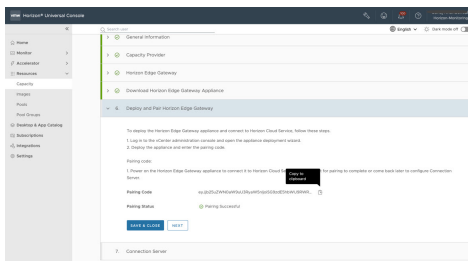 vmw Horizon® Universal Console
Search user
English
Dark mode off
Home
Monitor
Accelerator
Resources
Capacity
Images
Pools
Pool Groups
Desktop & App Catalog
Subscriptions
Integrations
Settings
General Information
Capacity Provider
Horizon Edge Gateway
Download Horizon Edge Gateway Appliance
6. Deploy and Pair Horizon Edge Gateway
To deploy the Horizon Edge Gateway appliance and connect to Horizon Cloud Service, follow these steps.
1. Log in to the vCenter administration console and open the appliance deployment wizard.
2. Deploy the appliance and enter the pairing code.
Pairing code:
1. Power on the Horizon Edge Gateway appliance to connect it to Horizon Cloud for pairing to complete or come back later to configure Connection
Server.
Copy to
clipboard
Pairing Code
Pairing Status Pairing Successful
SAVE & CLOSE NEXT
7. Connection Server